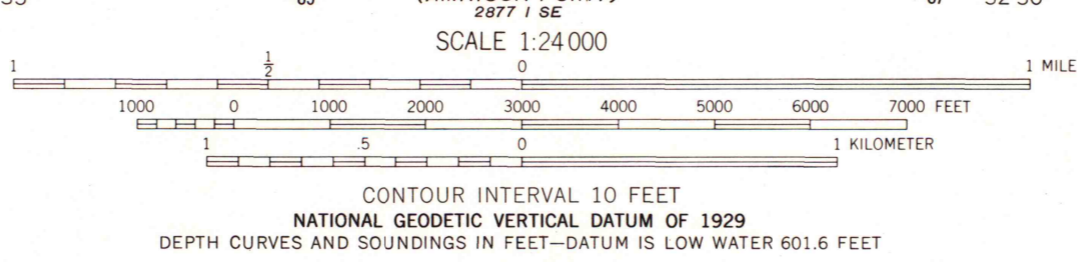 2877 I SE
SCALE 1:24 000
1 1/2 0 1 MILE
1000 0 1000 2000 3000 4000 5000 6000 7000 FEET
1 .5 0 1 KILOMETER
CONTOUR INTERVAL 10 FEET
NATIONAL GEODETIC VERTICAL DATUM OF 1929
DEPTH CURVES AND SOUNDINGS IN FEET—DATUM IS LOW WATER 601.6 FEET